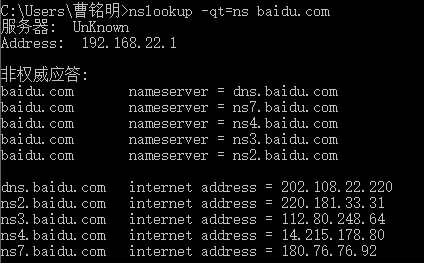 C:\Users\曹铭明>nslookup -qt=ns baidu.com
服务器:  UnKnown
Address:  192.168.22.1
非权威应答:
baidu.com       nameserver = dns.baidu.com
baidu.com       nameserver = ns7.baidu.com
baidu.com       nameserver = ns4.baidu.com
baidu.com       nameserver = ns3.baidu.com
baidu.com       nameserver = ns2.baidu.com
dns.baidu.com   internet address = 202.108.22.220
ns2.baidu.com   internet address = 220.181.33.31
ns3.baidu.com   internet address = 112.80.248.64
ns4.baidu.com   internet address = 14.215.178.80
ns7.baidu.com   internet address = 180.76.76.92